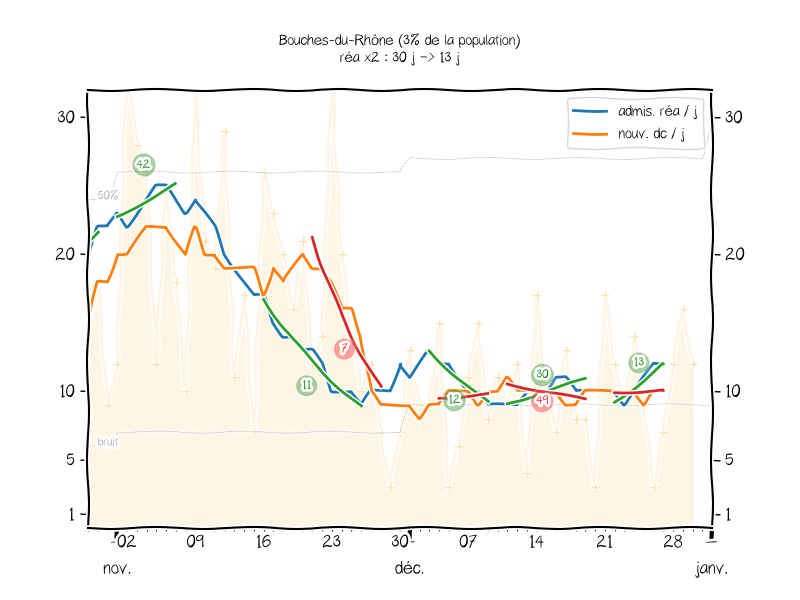 Bouches-du-Rhône (3% de la population)
réa x2 : 30 j -> 13 j
admis. réa / j
nouv. dc / j
30
20
10
5
1
30
20
10
5
1
50%
bruit
42
11
7
12
30
49
13
02 09 16 23 30 07 14 21 28
nov. déc. janv.